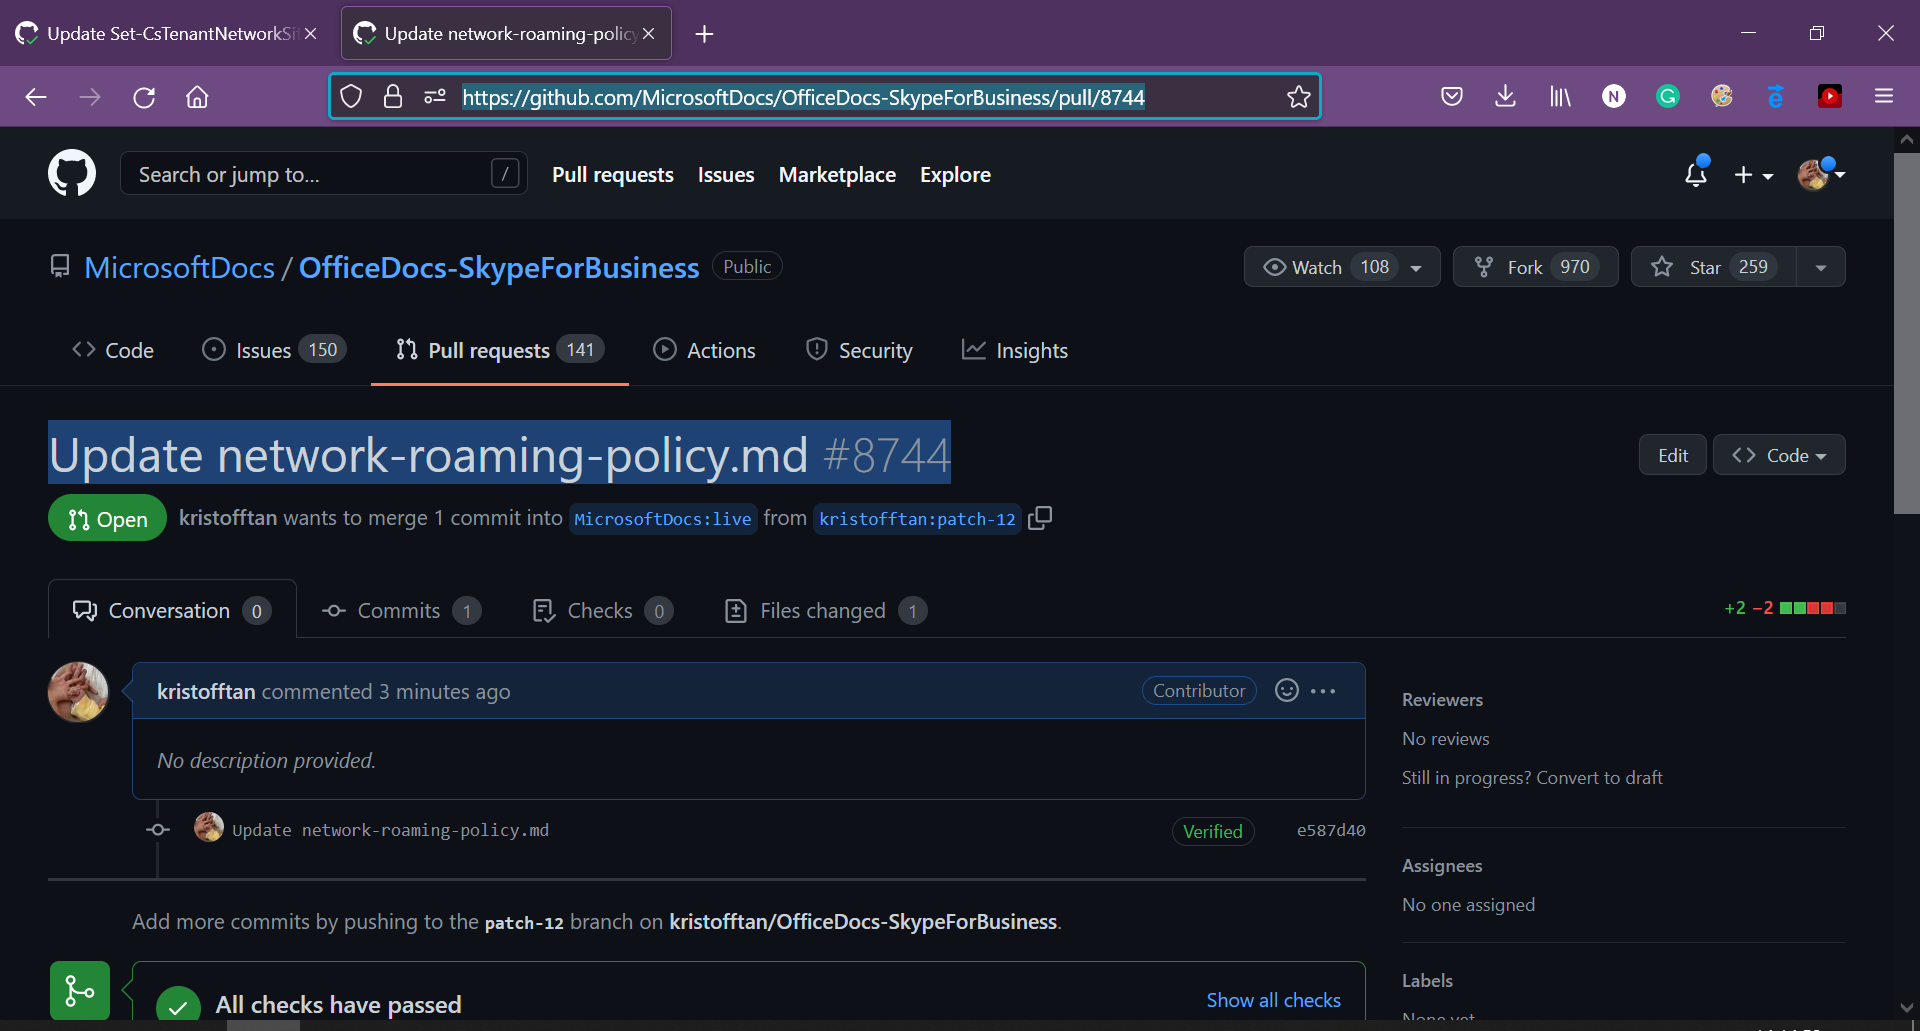 Update Set-CsTenantNetworkSi
Update network-roaming-policy
https://github.com/MicrosoftDocs/OfficeDocs-SkypeForBusiness/pull/8744
N
G
Search or jump to...
/
Pull requests
Issues
Marketplace
Explore
MicrosoftDocs / OfficeDocs-SkypeForBusiness
Public
Watch 108
Fork 970
Star 259
Code
Issues 150
Pull requests 141
Actions
Security
Insights
Update network-roaming-policy.md #8744
Edit
Code
Open
kristofftan wants to merge 1 commit into MicrosoftDocs:live from kristofftan:patch-12
Conversation 0
Commits 1
Checks 0
Files changed 1
+2 −2
kristofftan commented 3 minutes ago
Contributor
No description provided.
Update network-roaming-policy.md
Verified
e587d40
Add more commits by pushing to the patch-12 branch on kristofftan/OfficeDocs-SkypeForBusiness.
All checks have passed
Show all checks
Reviewers
No reviews
Still in progress? Convert to draft
Assignees
No one assigned
Labels
None yet